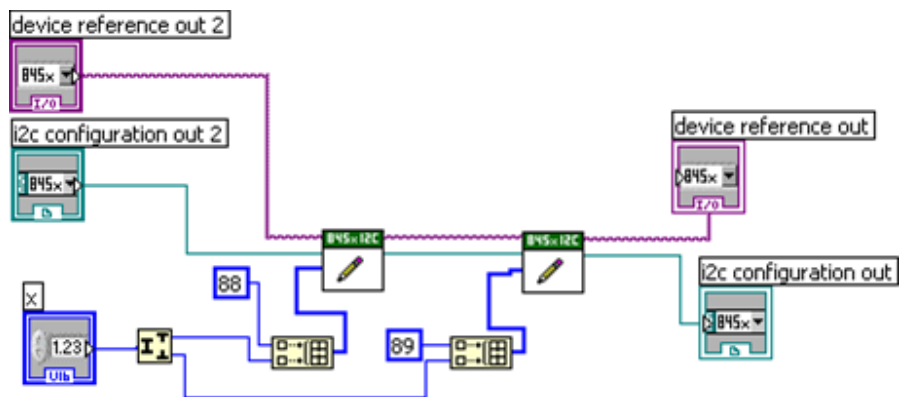 device reference out 2
845x
I/O
i2c configuration out 2
845x
device reference out
845x
I/O
845x I2C
845x I2C
i2c configuration out
845x
88
x
1.23
U16
89